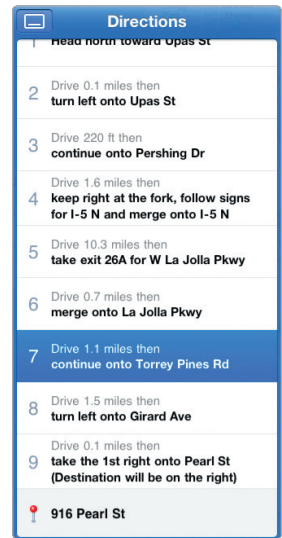 Directions
1 Head north toward Upas St
2 Drive 0.1 miles then
turn left onto Upas St
3 Drive 220 ft then
continue onto Pershing Dr
4 Drive 1.6 miles then
keep right at the fork, follow signs
for I-5 N and merge onto I-5 N
5 Drive 10.3 miles then
take exit 26A for W La Jolla Pkwy
6 Drive 0.7 miles then
merge onto La Jolla Pkwy
7 Drive 1.1 miles then
continue onto Torrey Pines Rd
8 Drive 1.5 miles then
turn left onto Girard Ave
9 Drive 0.1 miles then
take the 1st right onto Pearl St
(Destination will be on the right)
916 Pearl St